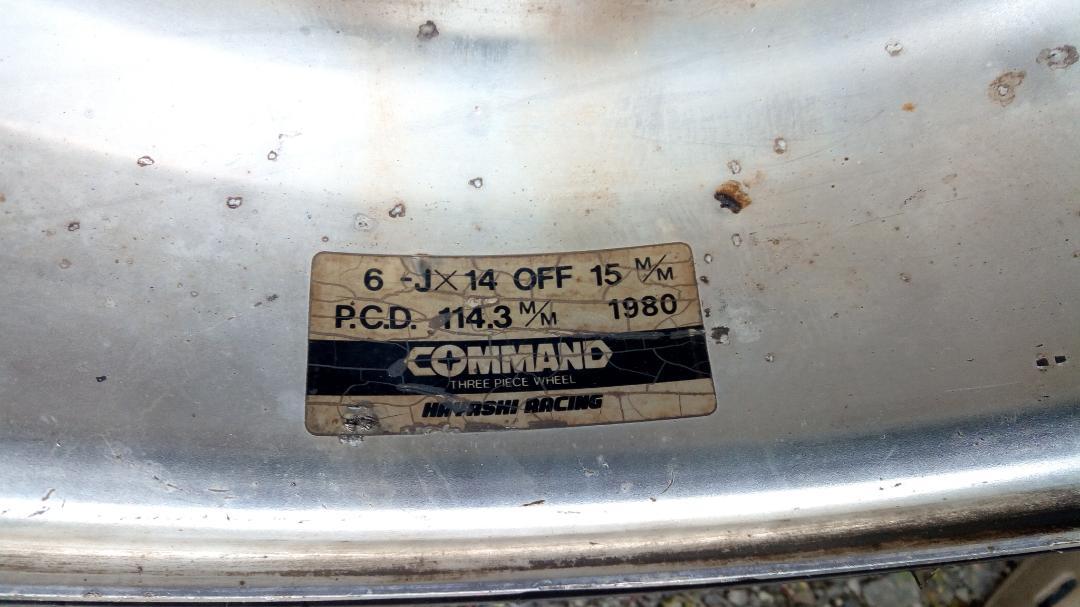 6 -J×14 OFF 15 M/M
P.C.D. 114.3 M/M 1980
COMMAND
THREE PIECE WHEEL
HAYASHI RACING